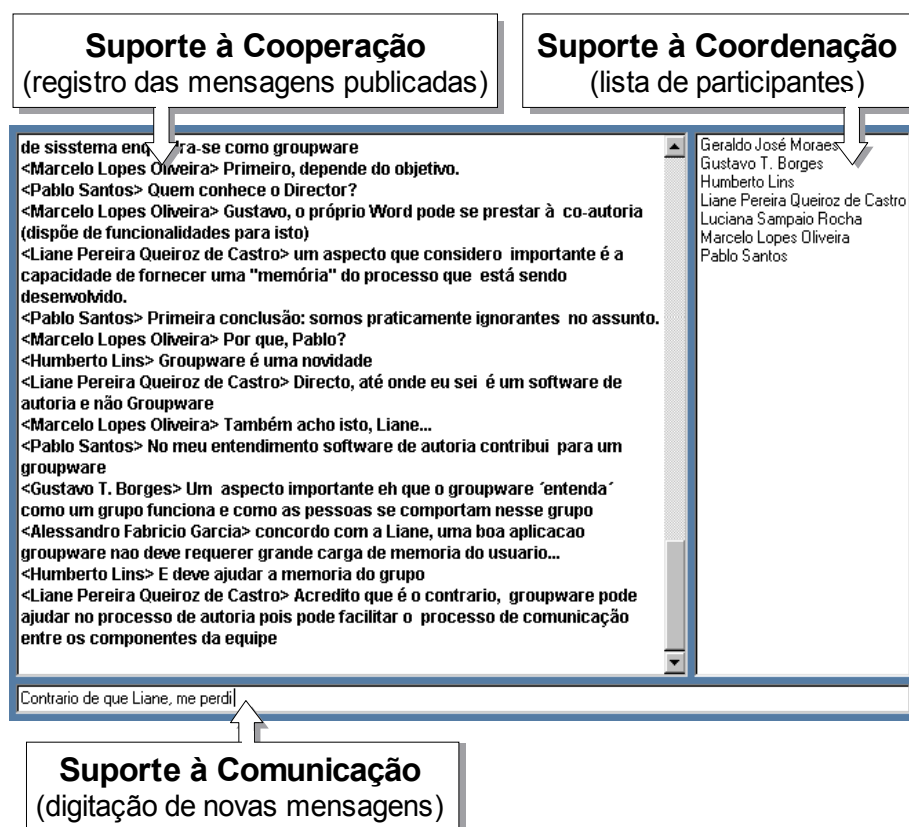 Suporte à Cooperação
(registro das mensagens publicadas)
Suporte à Coordenação
(lista de participantes)
de sisstema enquadra-se como groupware
<Marcelo Lopes Oliveira> Primeiro, depende do objetivo.
<Pablo Santos> Quem conhece o Director?
<Marcelo Lopes Oliveira> Gustavo, o próprio Word pode se prestar à co-autoria
(dispõe de funcionalidades para isto)
<Liane Pereira Queiroz de Castro> um aspecto que considero importante é a
capacidade de fornecer uma "memória" do processo que está sendo
desenvolvido.
<Pablo Santos> Primeira conclusão: somos praticamente ignorantes no assunto.
<Marcelo Lopes Oliveira> Por que, Pablo?
<Humberto Lins> Groupware é uma novidade
<Liane Pereira Queiroz de Castro> Directo, até onde eu sei é um software de
autoria e não Groupware
<Marcelo Lopes Oliveira> Também acho isto, Liane...
<Pablo Santos> No meu entendimento software de autoria contribui para um
groupware
<Gustavo T. Borges> Um aspecto importante eh que o groupware ´entenda´
como um grupo funciona e como as pessoas se comportam nesse grupo
<Alessandro Fabricio Garcia> concordo com a Liane, uma boa aplicacao
groupware nao deve requerer grande carga de memoria do usuario...
<Humberto Lins> E deve ajudar a memoria do grupo
<Liane Pereira Queiroz de Castro> Acredito que é o contrario, groupware pode
ajudar no processo de autoria pois pode facilitar o processo de comunicação
entre os componentes da equipe
Geraldo José Moraes
Gustavo T. Borges
Humberto Lins
Liane Pereira Queiroz de Castro
Luciana Sampaio Rocha
Marcelo Lopes Oliveira
Pablo Santos
Contrario de que Liane, me perdi
Suporte à Comunicação
(digitação de novas mensagens)